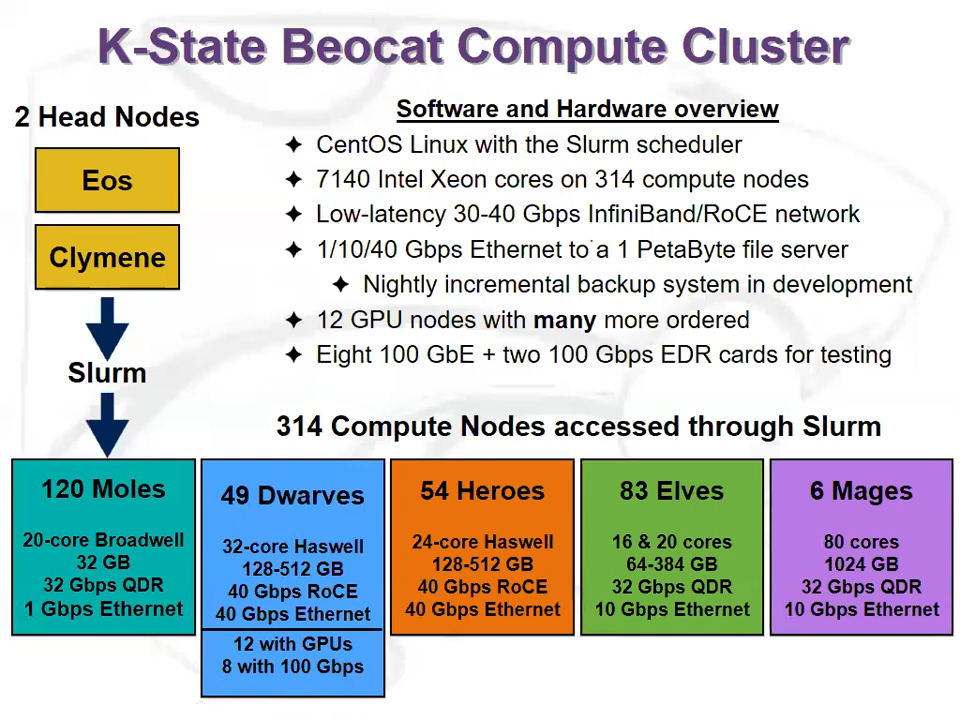 K-State Beocat Compute Cluster
2 Head Nodes
Eos
Clymene
Slurm
Software and Hardware overview
✦ CentOS Linux with the Slurm scheduler
✦ 7140 Intel Xeon cores on 314 compute nodes
✦ Low-latency 30-40 Gbps InfiniBand/RoCE network
✦ 1/10/40 Gbps Ethernet to a 1 PetaByte file server
✦ Nightly incremental backup system in development
✦ 12 GPU nodes with many more ordered
✦ Eight 100 GbE + two 100 Gbps EDR cards for testing
314 Compute Nodes accessed through Slurm
120 Moles
20-core Broadwell
32 GB
32 Gbps QDR
1 Gbps Ethernet
49 Dwarves
32-core Haswell
128-512 GB
40 Gbps RoCE
40 Gbps Ethernet
12 with GPUs
8 with 100 Gbps
54 Heroes
24-core Haswell
128-512 GB
40 Gbps RoCE
40 Gbps Ethernet
83 Elves
16 & 20 cores
64-384 GB
32 Gbps QDR
10 Gbps Ethernet
6 Mages
80 cores
1024 GB
32 Gbps QDR
10 Gbps Ethernet